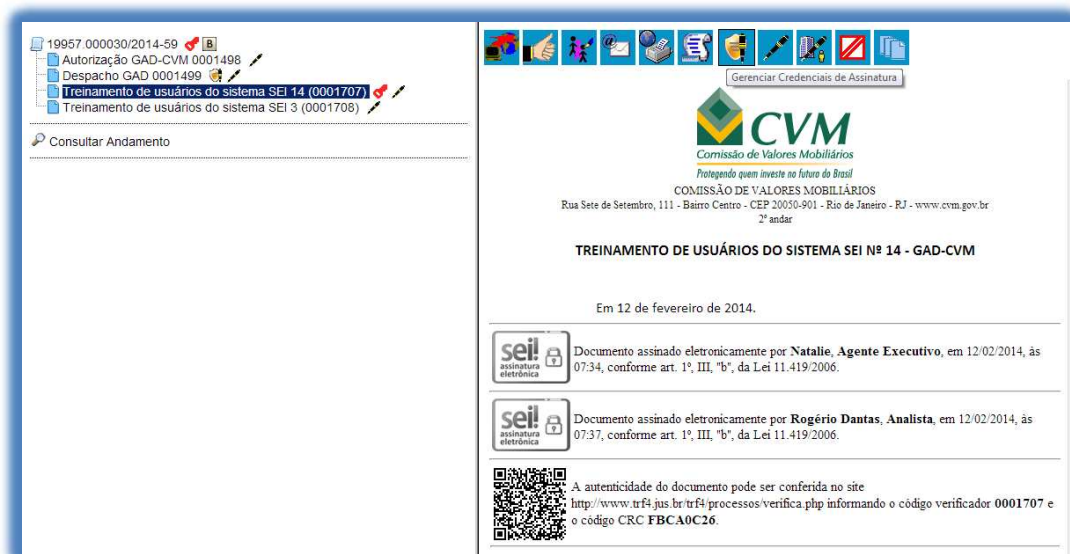 19957.000030/2014-59 B
Autorização GAD-CVM 0001498
Despacho GAD 0001499
Treinamento de usuários do sistema SEI 14 (0001707)
Treinamento de usuários do sistema SEI 3 (0001708)
Consultar Andamento
Gerenciar Credenciais de Assinatura
CVM
Comissão de Valores Mobiliários
Protegendo quem investe no futuro do Brasil
COMISSÃO DE VALORES MOBILIÁRIOS
Rua Sete de Setembro, 111 - Bairro Centro - CEP 20050-901 - Rio de Janeiro - RJ - www.cvm.gov.br
2º andar
TREINAMENTO DE USUÁRIOS DO SISTEMA SEI Nº 14 - GAD-CVM
Em 12 de fevereiro de 2014.
sei!
assinatura
eletrônica
Documento assinado eletronicamente por Natalie, Agente Executivo, em 12/02/2014, às
07:34, conforme art. 1º, III, "b", da Lei 11.419/2006.
sei!
assinatura
eletrônica
Documento assinado eletronicamente por Rogério Dantas, Analista, em 12/02/2014, às
07:37, conforme art. 1º, III, "b", da Lei 11.419/2006.
A autenticidade do documento pode ser conferida no site
http://www.trf4.jus.br/trf4/processos/verifica.php informando o código verificador 0001707 e
o código CRC FBCA0C26.